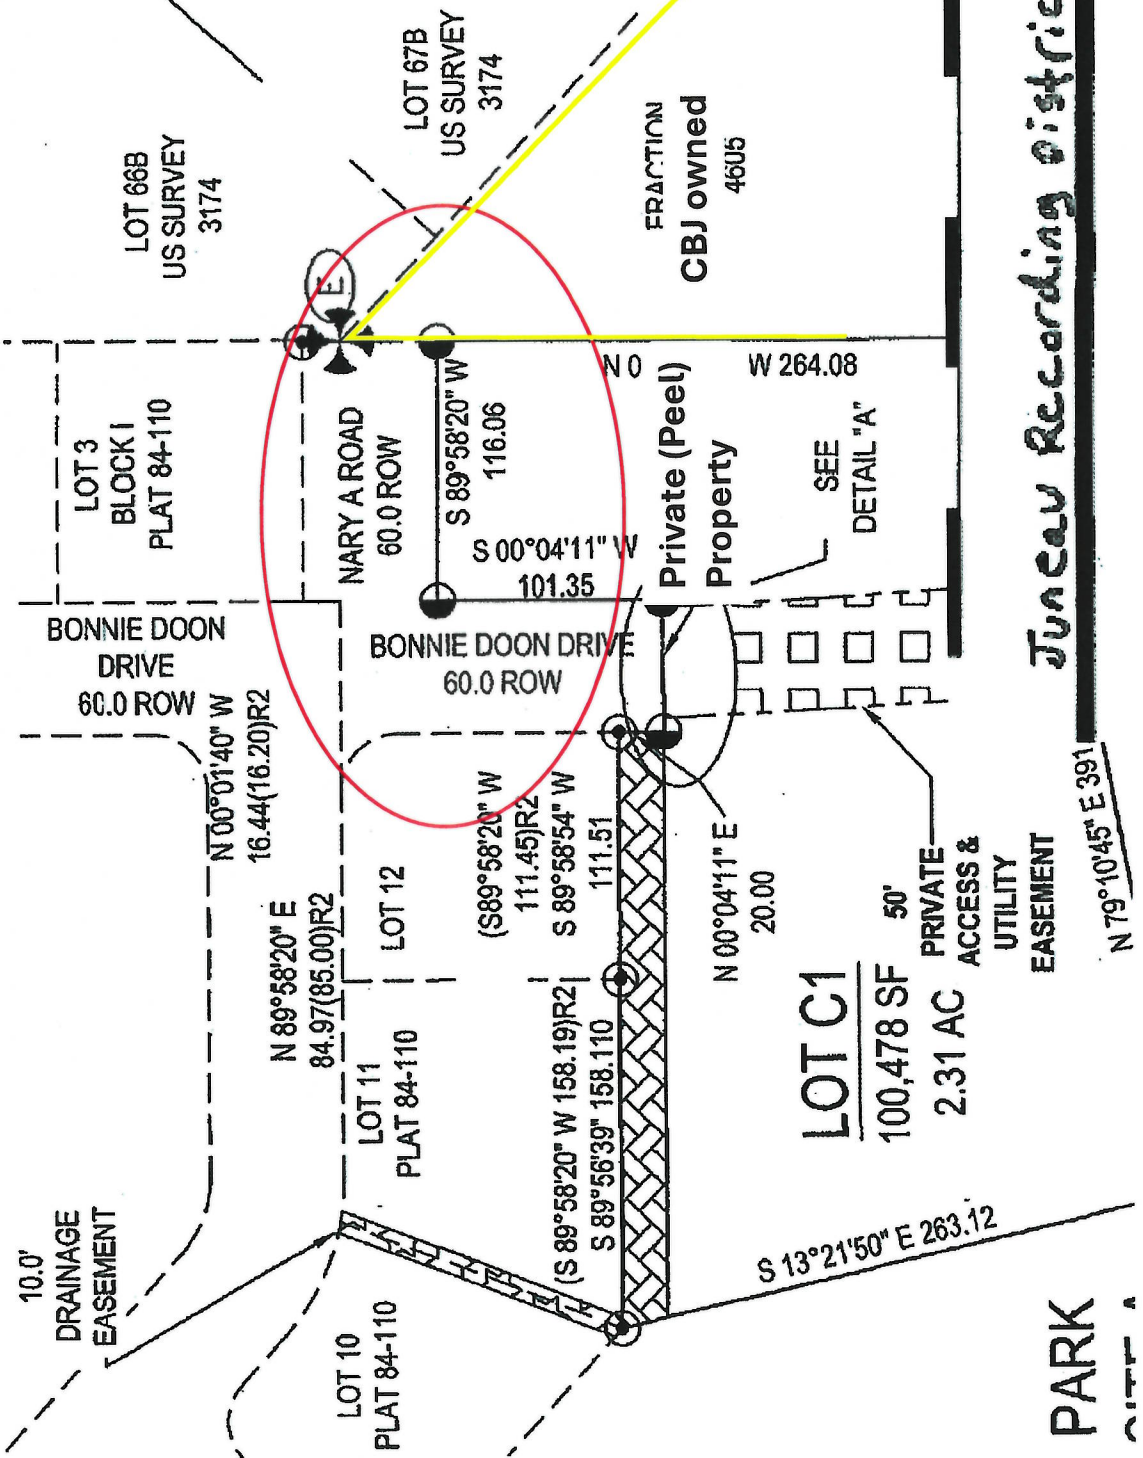 LOT 66B
US SURVEY
3174
LOT 67B
US SURVEY
3174
FRACTION
CBJ owned
4605
E
LOT 3
BLOCK I
PLAT 84-110
NARY A ROAD
60.0 ROW
S 89°58'20" W
116.06
N 0
W 264.08
Private (Peel)
Property
SEE
DETAIL "A"
S 00°04'11" W
101.35
BONNIE DOON
DRIVE
60.0 ROW
BONNIE DOON DRIVE
60.0 ROW
N 00°01'40" W
16.44(16.20)R2
N 89°58'20" E
84.97(85.00)R2
LOT 12
(S89°58'20" W
111.45)R2
S 89°58'54" W
111.51
N 00°04'11" E
20.00
50'
PRIVATE
ACCESS &
UTILITY
EASEMENT
LOT C1
100,478 SF
2.31 AC
LOT 11
PLAT 84-110
(S 89°58'20" W 158.19)R2
S 89°56'39" 158.110
10.0'
DRAINAGE
EASEMENT
LOT 10
PLAT 84-110
S 13°21'50" E 263.12
N 79°10'45" E 391
PARK
Juneau Recording Distric